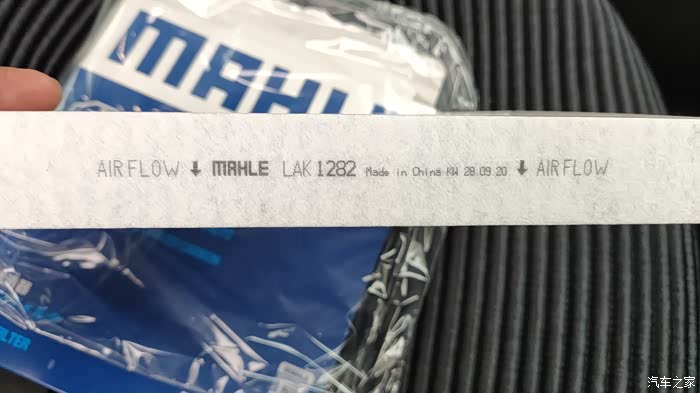 MAHLE
AIRFLOW ↓ MAHLE LAK 1282 Made in China KW 28.09.20 ↓ AIRFLOW
汽车之家